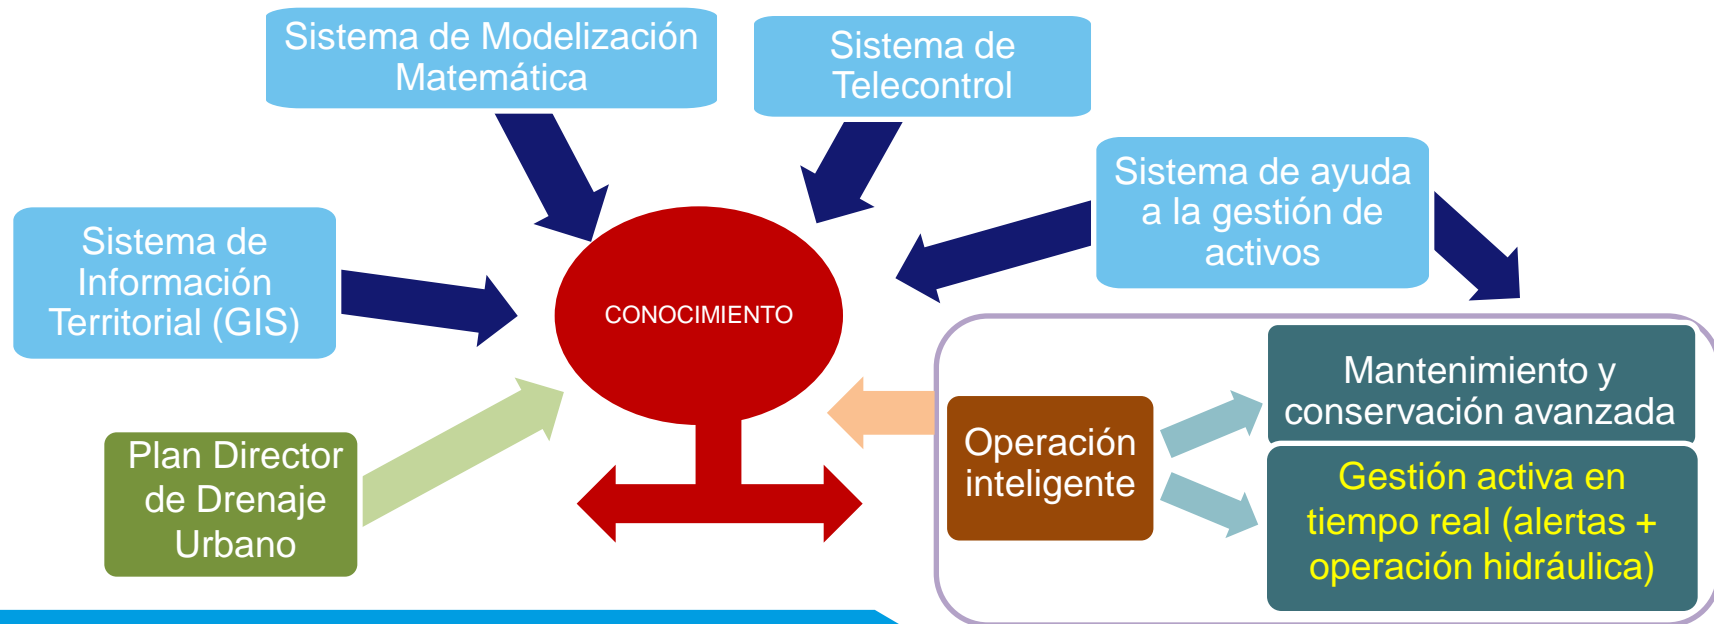 Sistema de Modelización
Matemática
Sistema de
Telecontrol
Sistema de ayuda
a la gestión de
activos
Sistema de
Información
Territorial (GIS)
CONOCIMIENTO
Plan Director
de Drenaje
Urbano
Operación
inteligente
Mantenimiento y
conservación avanzada
Gestión activa en
tiempo real (alertas +
operación hidráulica)